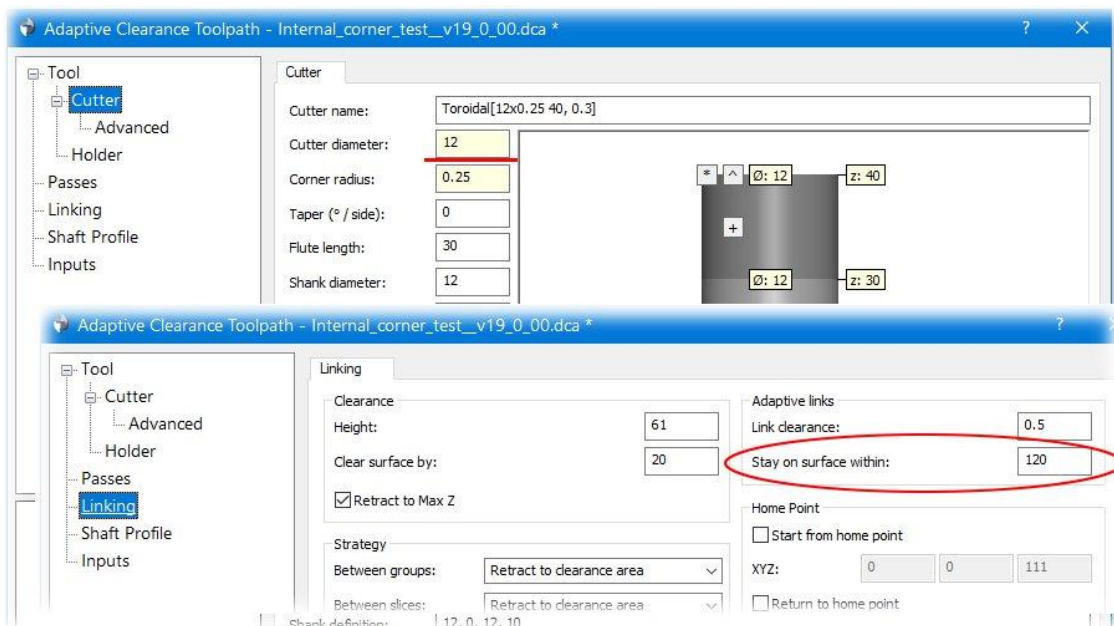 Adaptive Clearance Toolpath - Internal_corner_test__v19_0_00.dca *
?
Tool
Cutter
Advanced
Holder
Passes
Linking
Shaft Profile
Inputs
Cutter
Cutter name: Toroidal[12x0.25 40, 0.3]
Cutter diameter: 12
Corner radius: 0.25
Taper (° / side): 0
Flute length: 30
Shank diameter: 12
* ^ Ø: 12 z: 40
+
Ø: 12 z: 30
Adaptive Clearance Toolpath - Internal_corner_test__v19_0_00.dca *
?
Tool
Cutter
Advanced
Holder
Passes
Linking
Shaft Profile
Inputs
Linking
Clearance
Height: 61
Clear surface by: 20
Retract to Max Z
Strategy
Between groups: Retract to clearance area
Between slices: Retract to clearance area
Adaptive links
Link clearance: 0.5
Stay on surface within: 120
Home Point
Start from home point
XYZ: 0 0 111
Return to home point
Shank definition: 12, 0, 12, 10